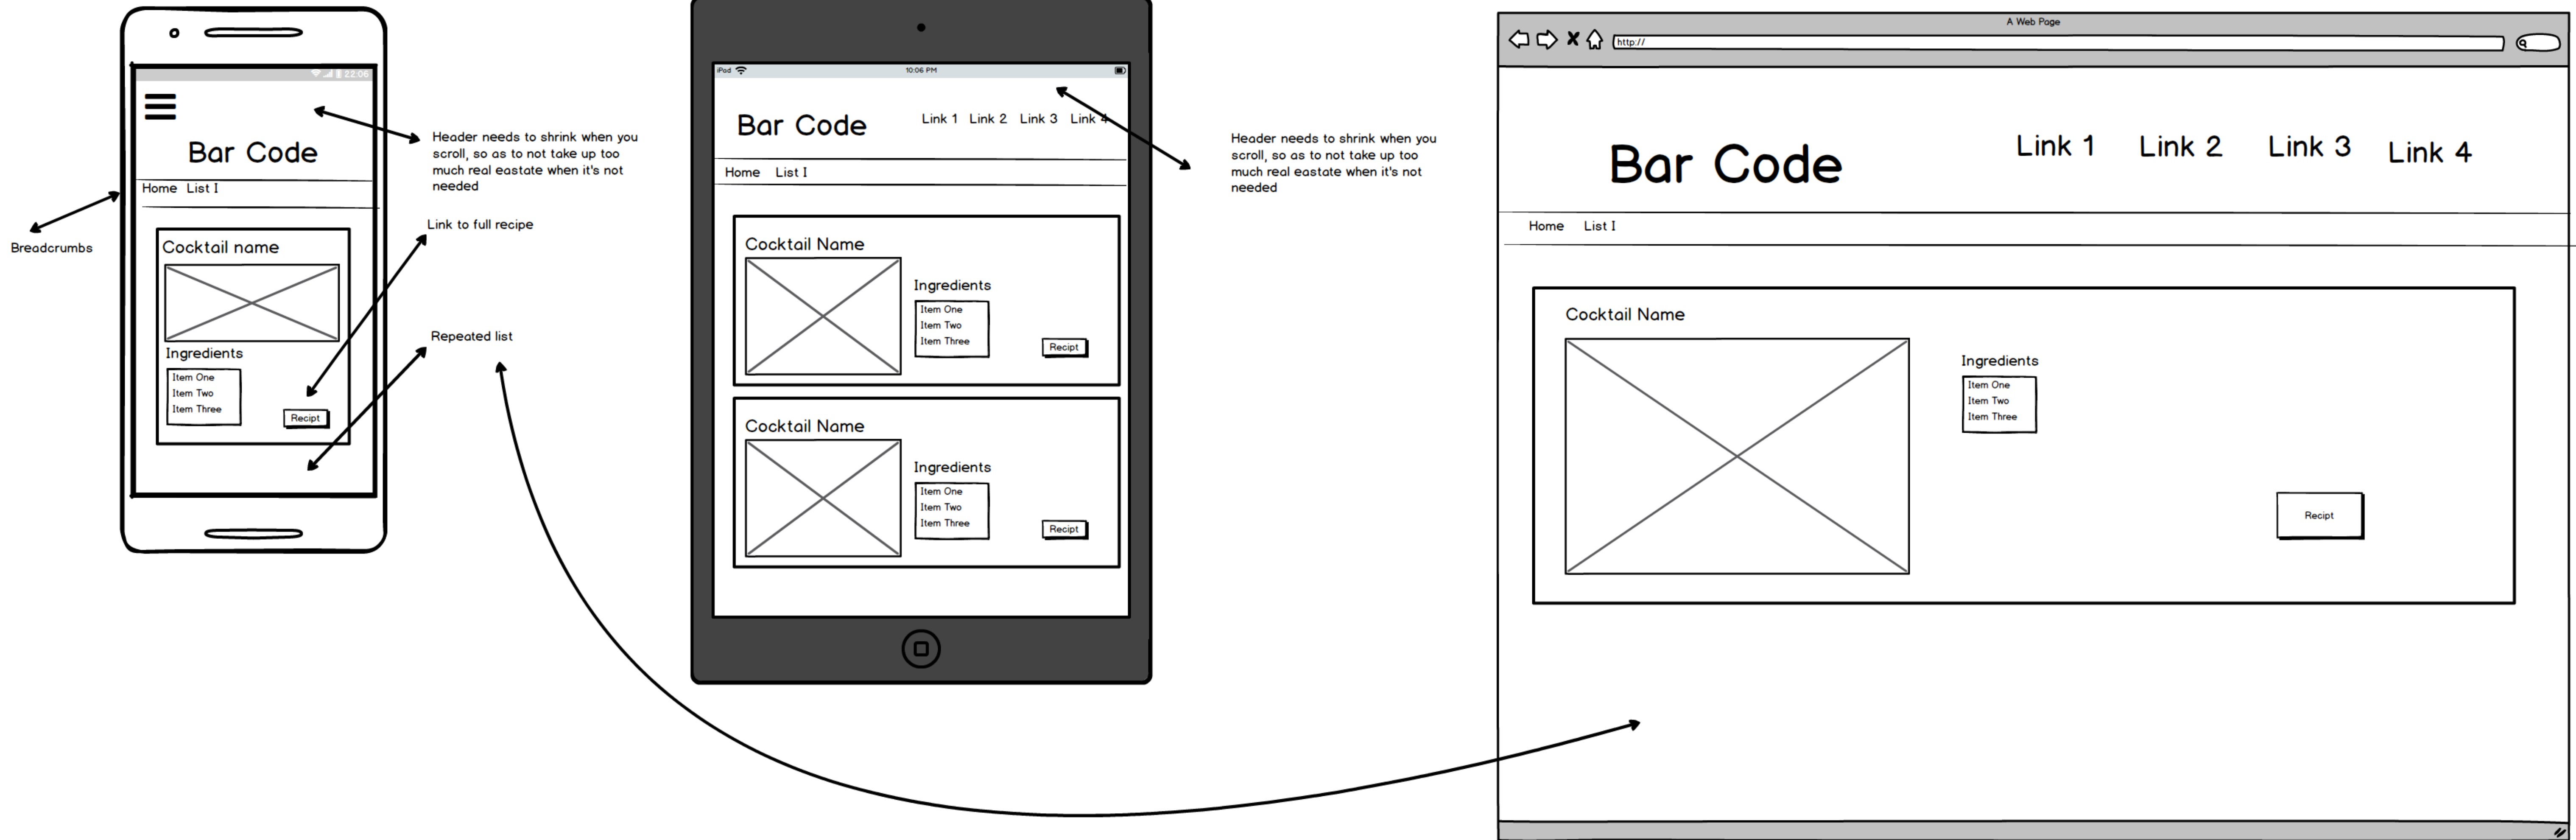 22:06
Bar Code
Home List I
Cocktail name
Ingredients
Item One
Item Two
Item Three
Recipt
Breadcrumbs
Header needs to shrink when you
scroll, so as to not take up too
much real eastate when it's not
needed
Link to full recipe
Repeated list
iPad 10:06 PM
Bar Code Link 1 Link 2 Link 3 Link 4
Home List I
Cocktail Name
Ingredients
Item One
Item Two
Item Three
Recipt
Cocktail Name
Ingredients
Item One
Item Two
Item Three
Recipt
Header needs to shrink when you
scroll, so as to not take up too
much real eastate when it's not
needed
A Web Page
http://
Bar Code Link 1 Link 2 Link 3 Link 4
Home List I
Cocktail Name
Ingredients
Item One
Item Two
Item Three
Recipt